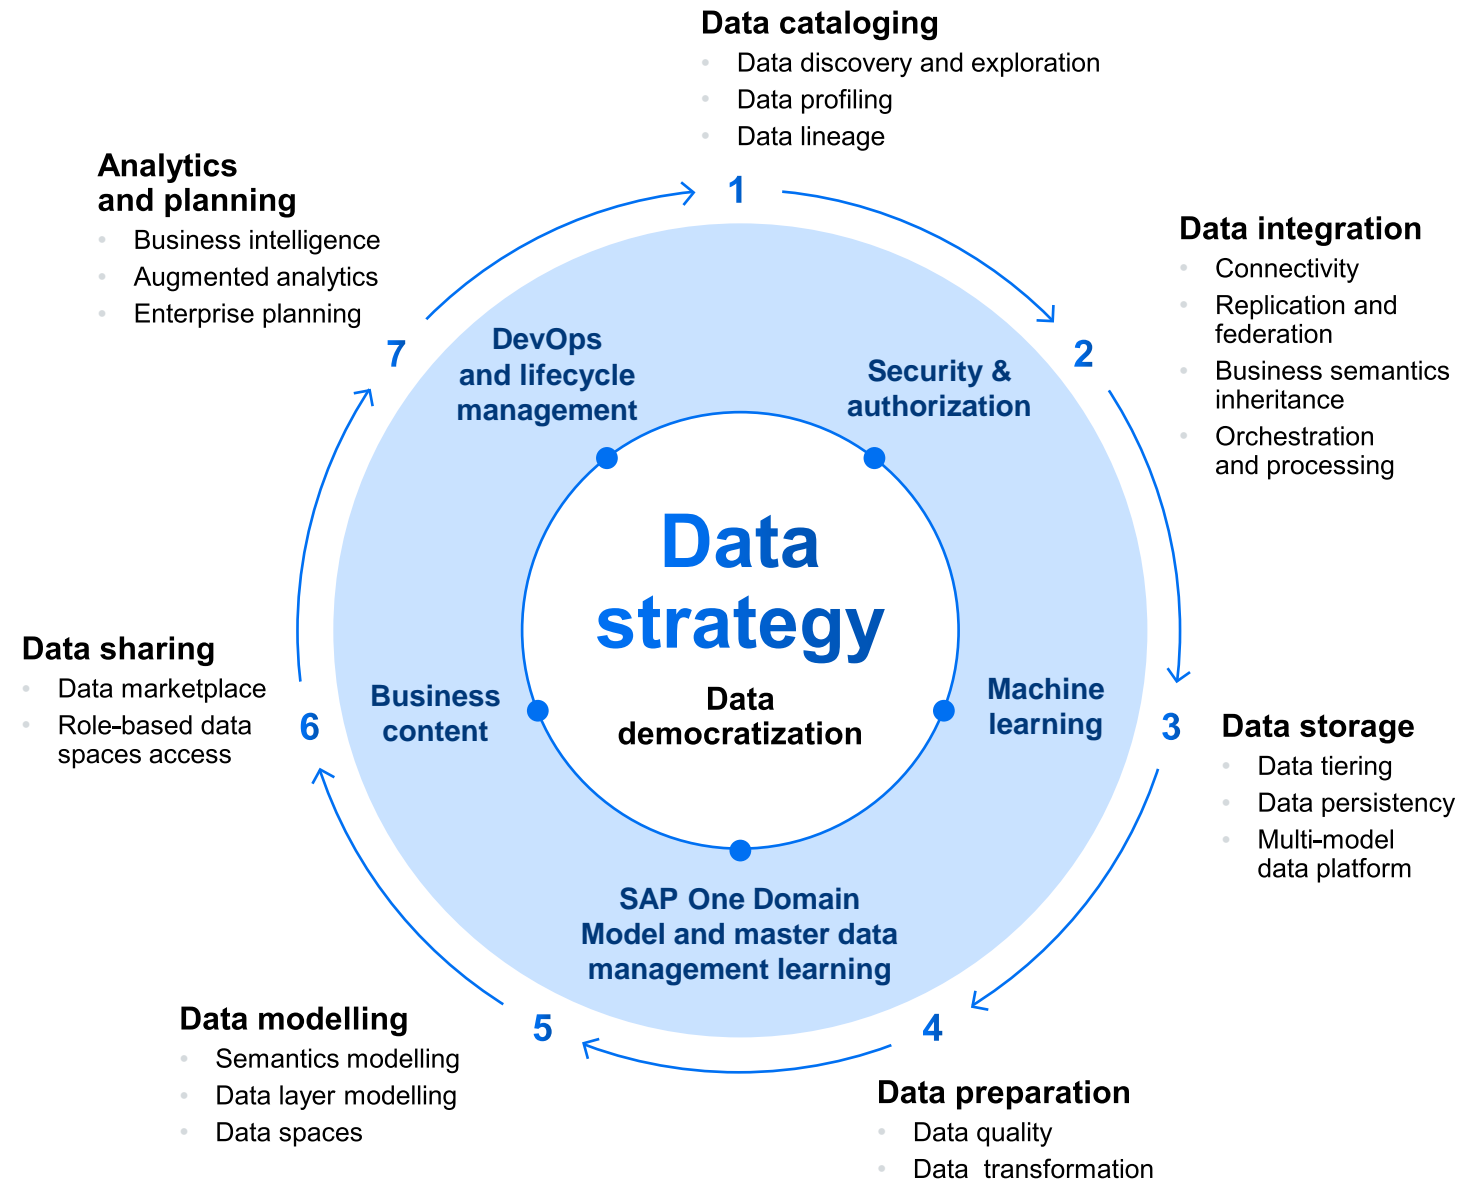 Data cataloging
• Data discovery and exploration
• Data profiling
• Data lineage
1
Data integration
• Connectivity
• Replication and
federation
• Business semantics
inheritance
• Orchestration
and processing
2
Data storage
• Data tiering
• Data persistency
• Multi-model
data platform
3
Data preparation
• Data quality
• Data transformation
4
Data modelling
• Semantics modelling
• Data layer modelling
• Data spaces
5
Data sharing
• Data marketplace
• Role-based data
spaces access
6
Analytics
and planning
• Business intelligence
• Augmented analytics
• Enterprise planning
7
DevOps
and lifecycle
management
Security &
authorization
Machine
learning
SAP One Domain
Model and master data
management learning
Business
content
Data
strategy
Data
democratization